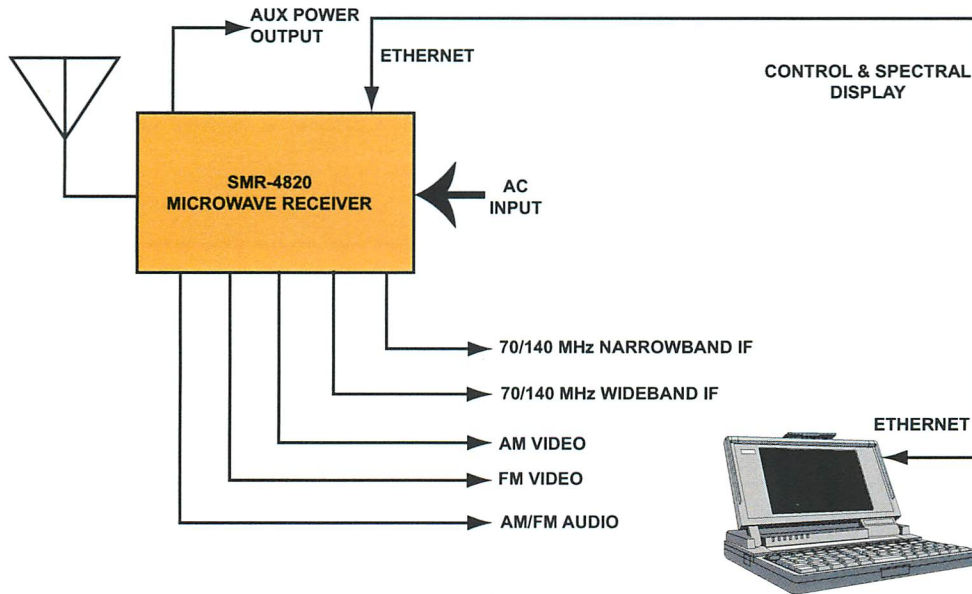 AUX POWER
OUTPUT
ETHERNET
CONTROL & SPECTRAL
DISPLAY
SMR-4820
MICROWAVE RECEIVER
AC
INPUT
70/140 MHz NARROWBAND IF
70/140 MHz WIDEBAND IF
AM VIDEO
FM VIDEO
AM/FM AUDIO
ETHERNET